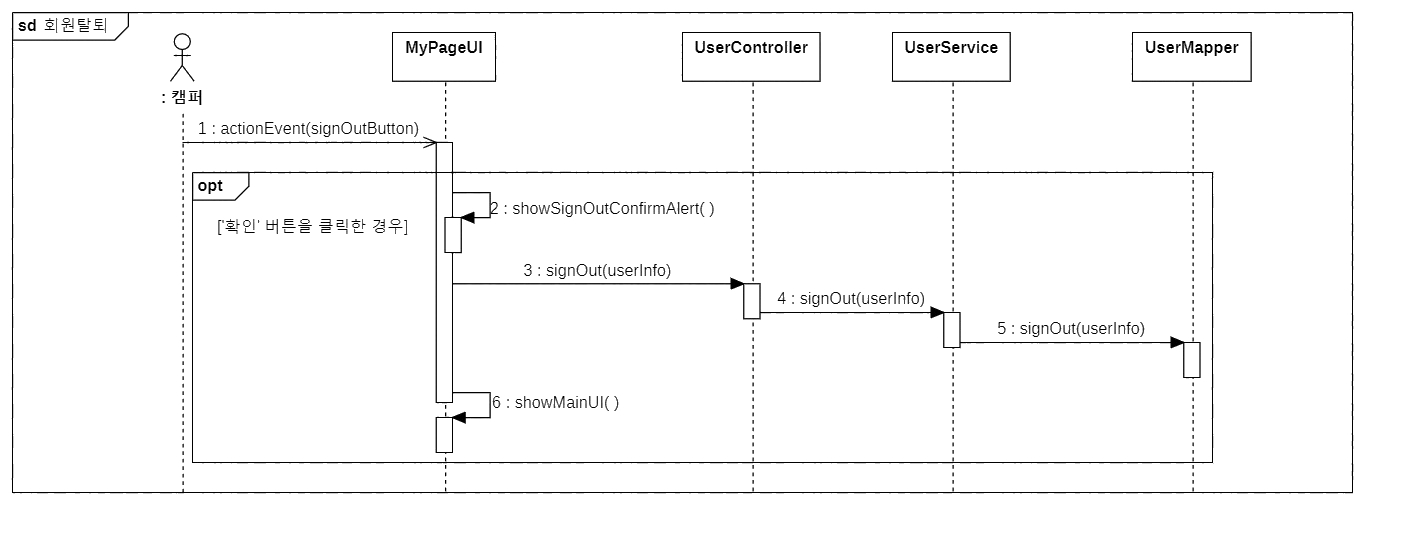 sd 회원탈퇴
MyPageUI
UserController
UserService
UserMapper
: 캠퍼
1 : actionEvent(signOutButton)
opt
2 : showSignOutConfirmAlert( )
['확인' 버튼을 클릭한 경우]
3 : signOut(userInfo)
4 : signOut(userInfo)
5 : signOut(userInfo)
6 : showMainUI( )